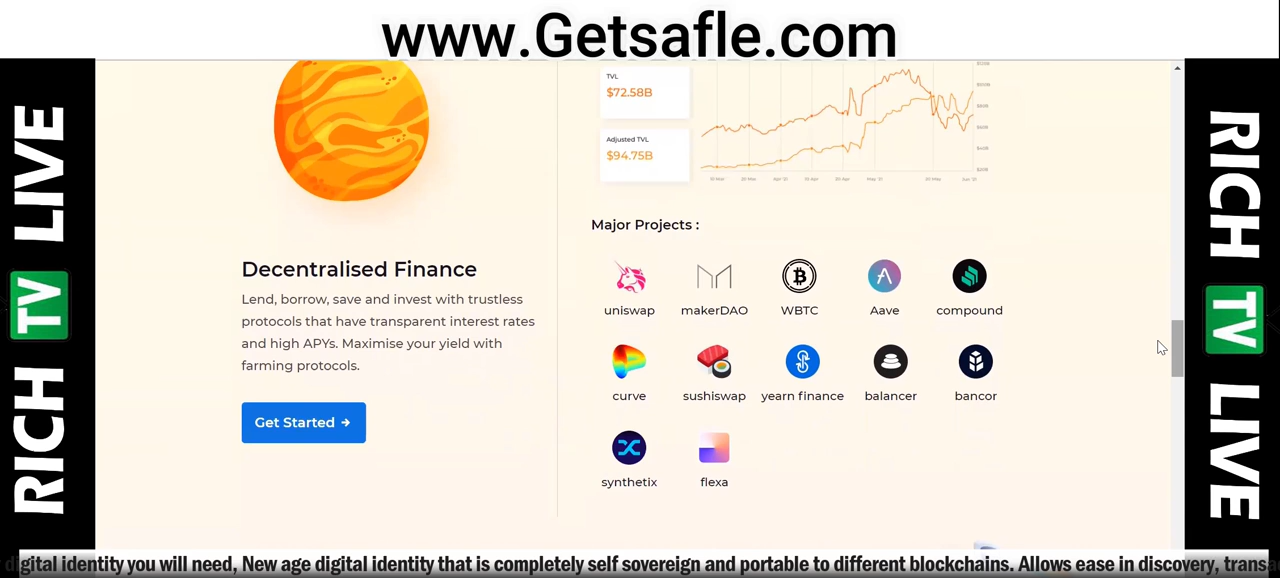 www.Getsafle.com
RICH TV LIVE
TVL
$72.58B
Adjusted TVL
$94.75B
Major Projects :
uniswap
makerDAO
WBTC
Aave
compound
curve
sushiswap
yearn finance
balancer
bancor
synthetix
flexa
Decentralised Finance
Lend, borrow, save and invest with trustless
protocols that have transparent interest rates
and high APYs. Maximise your yield with
farming protocols.
Get Started →
RICH TV LIVE
digital identity you will need, New age digital identity that is completely self sovereign and portable to different blockchains. Allows ease in discovery, transa